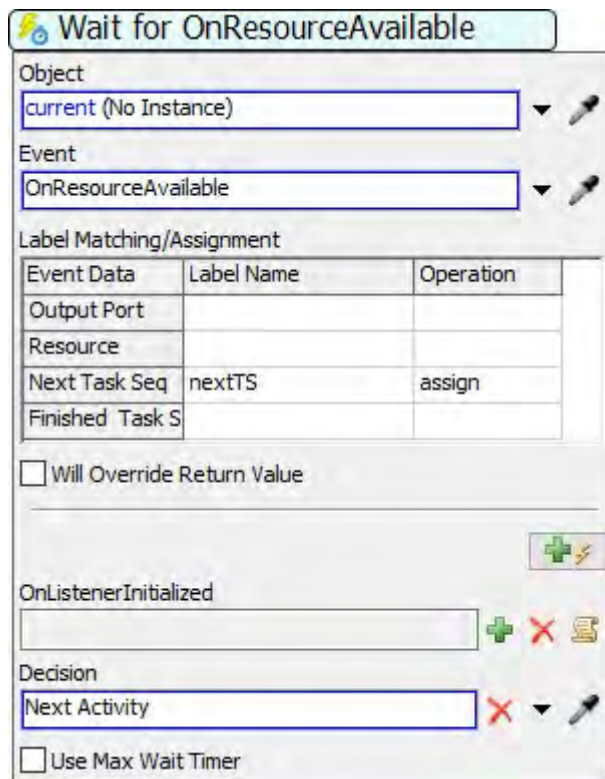 Wait for OnResourceAvailable
Object
current (No Instance)
Event
OnResourceAvailable
Label Matching/Assignment
Event Data Label Name Operation
Output Port
Resource
Next Task Seq nextTS assign
Finished Task S
Will Override Return Value
OnListenerInitialized
Decision
Next Activity
Use Max Wait Timer